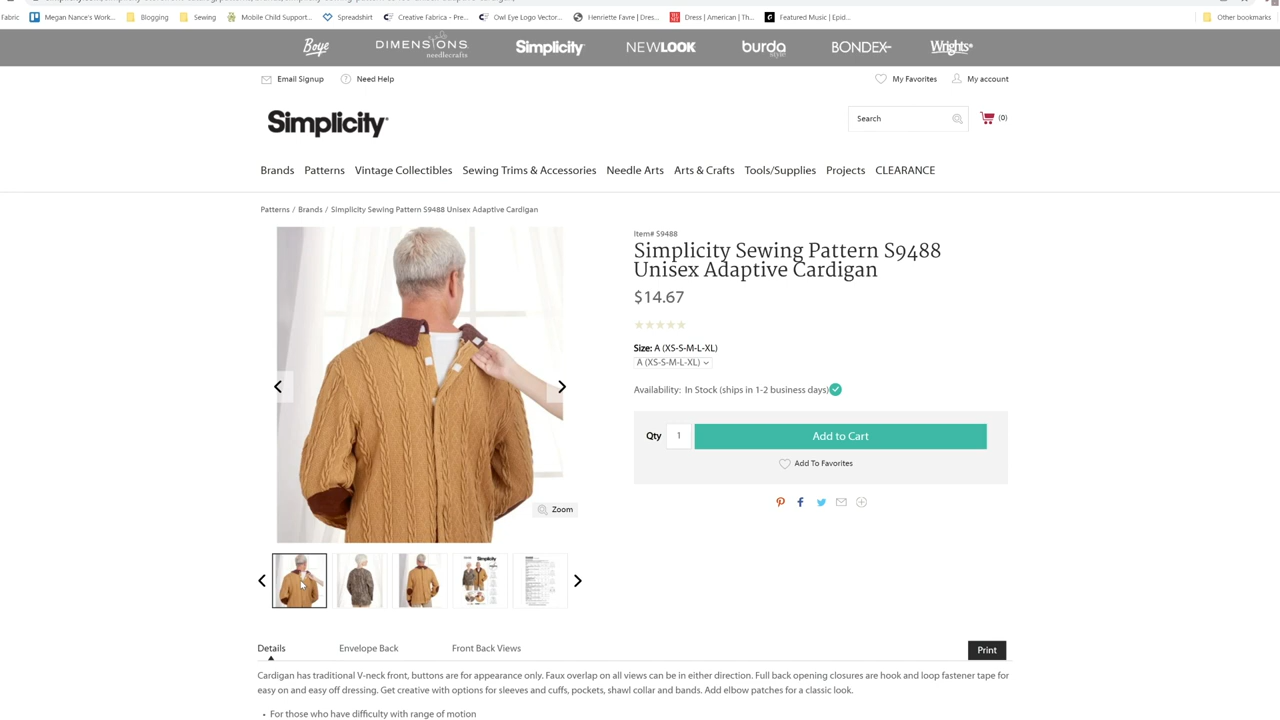 Fabric Megan Nance's Work... Blogging Sewing Mobile Child Support... Spreadshirt Creative Fabrica - Pre... Owl Eye Logo Vector... Henriette Favre | Dres... Dress | American | Th... Featured Music | Epid... Other bookmarks
Boye DIMENSIONS needlecrafts Simplicity NEWLOOK burda style BONDEX Wrights
Email Signup Need Help My Favorites My account
Simplicity Search (0)
Brands Patterns Vintage Collectibles Sewing Trims & Accessories Needle Arts Arts & Crafts Tools/Supplies Projects CLEARANCE
Patterns / Brands / Simplicity Sewing Pattern S9488 Unisex Adaptive Cardigan
Item# S9488
Simplicity Sewing Pattern S9488
Unisex Adaptive Cardigan
$14.67
Size: A (XS-S-M-L-XL)
A (XS-S-M-L-XL)
Availability: In Stock (ships in 1-2 business days)
Qty 1 Add to Cart
Add To Favorites
Zoom
Simplicity
Details Envelope Back Front Back Views Print
Cardigan has traditional V-neck front, buttons are for appearance only. Faux overlap on all views can be in either direction. Full back opening closures are hook and loop fastener tape for
easy on and easy off dressing. Get creative with options for sleeves and cuffs, pockets, shawl collar and bands. Add elbow patches for a classic look.
• For those who have difficulty with range of motion